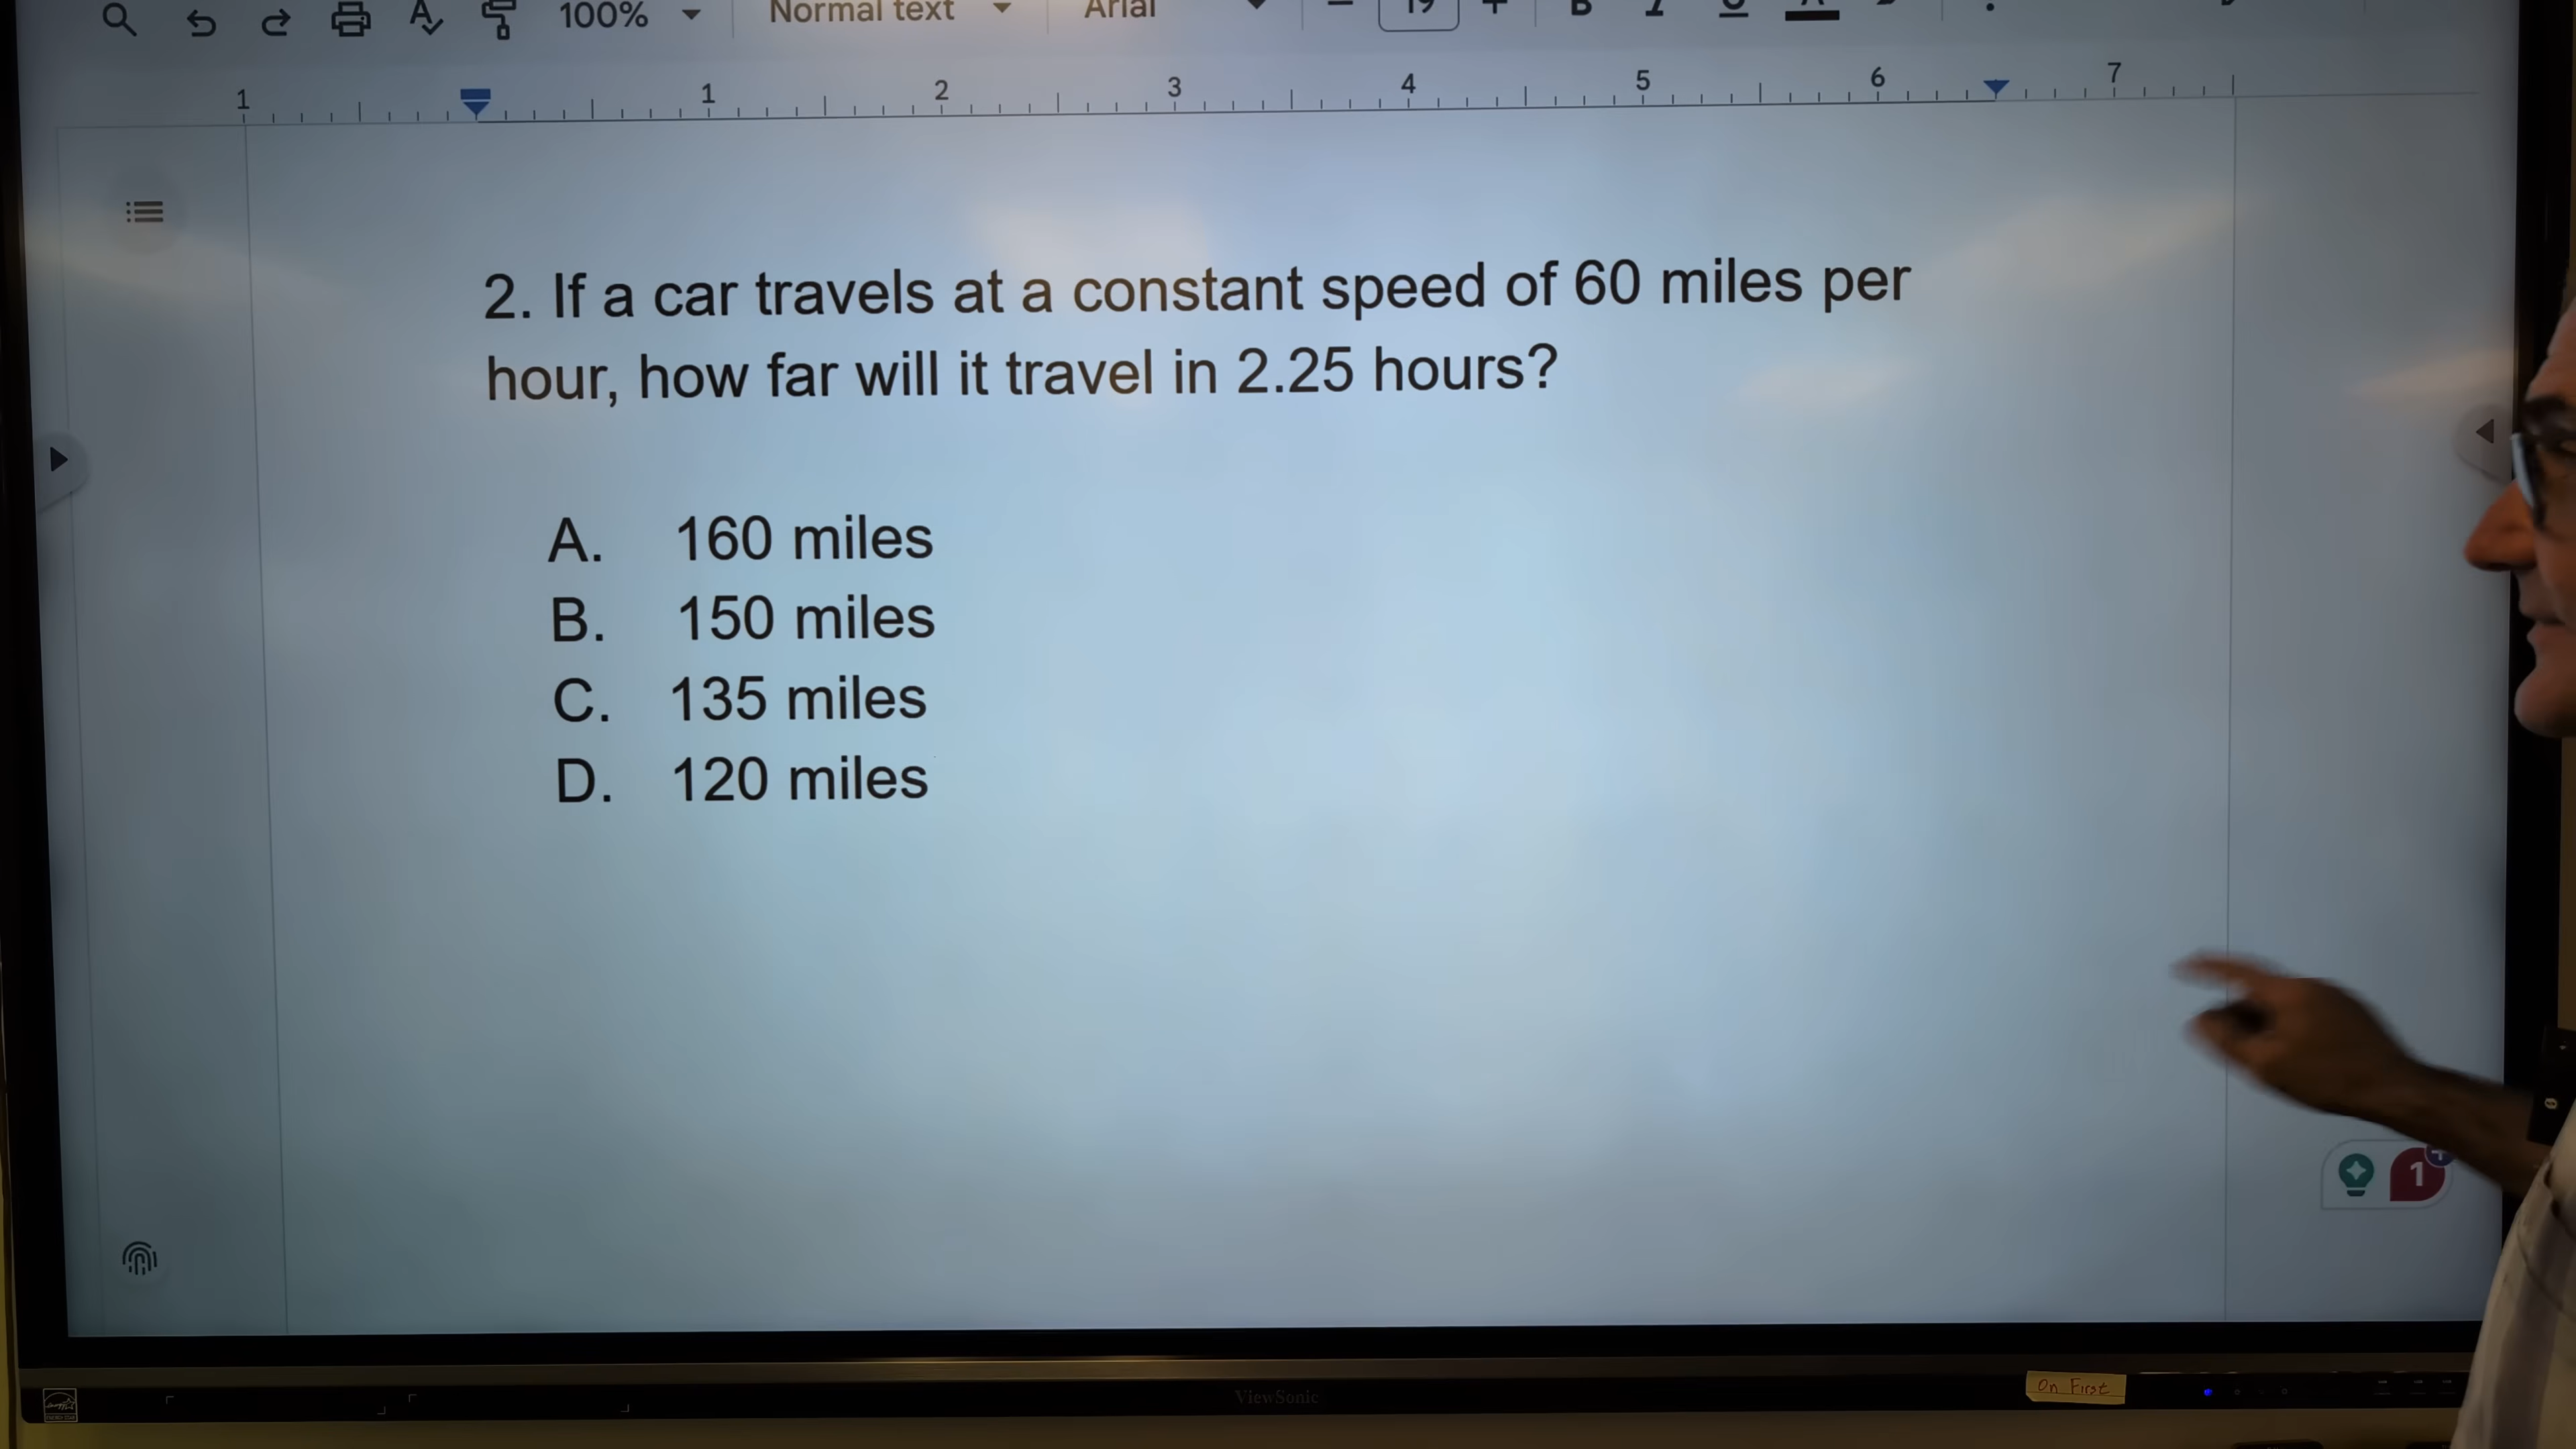 100% Normal text Arial 19
1 1 2 3 4 5 6 7
2. If a car travels at a constant speed of 60 miles per
hour, how far will it travel in 2.25 hours?
A. 160 miles
B. 150 miles
C. 135 miles
D. 120 miles
1
ViewSonic
On First